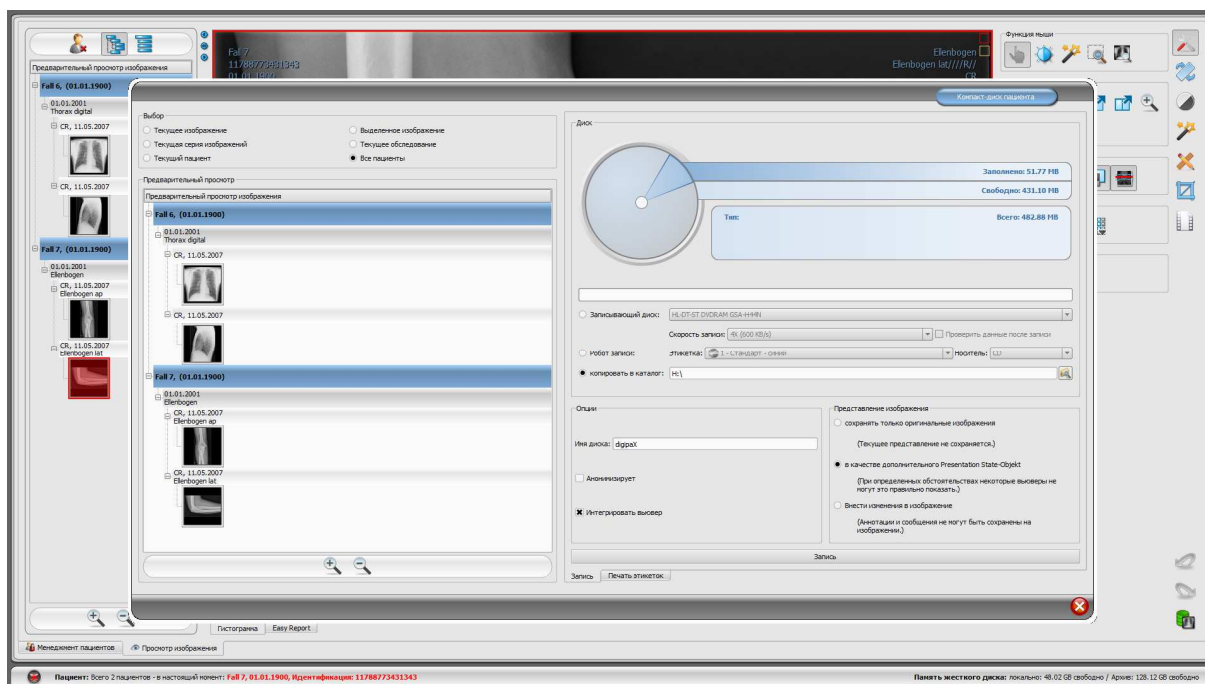 Функция мыши
Предварительный просмотр изображения
Fall 7
11788773431343
01.01.1900
Ellenbogen
Ellenbogen lat////R//
CR
Fall 6, (01.01.1900)
01.01.2001
Thorax digital
CR, 11.05.2007
CR, 11.05.2007
Fall 7, (01.01.1900)
01.01.2001
Ellenbogen
CR, 11.05.2007
Ellenbogen ap
CR, 11.05.2007
Ellenbogen lat
Компакт-диск пациента
Выбор
Текущее изображение
Выделенное изображение
Текущая серия изображений
Текущее обследование
Текущий пациент
Все пациенты
Предварительный просмотр
Предварительный просмотр изображения
Fall 6, (01.01.1900)
01.01.2001
Thorax digital
CR, 11.05.2007
CR, 11.05.2007
Fall 7, (01.01.1900)
01.01.2001
Ellenbogen
CR, 11.05.2007
Ellenbogen ap
CR, 11.05.2007
Ellenbogen lat
Диск
Заполнено: 51.77 MB
Свободно: 431.10 MB
Тип:
Всего: 482.88 MB
Записывающий диск:
HL-DT-ST DVDRAM GSA-H44N
Скорость записи:
4X (600 KB/s)
Проверить данные после записи
Робот записи:
Этикетка:
1 - Стандарт - синий
Носитель:
CD
копировать в каталог:
H:\
Опции
Имя диска:
digipaX
Анонимизирует
Интегрировать вьювер
Представление изображения
сохранять только оригинальные изображения
(Текущее представление не сохраняется.)
в качестве дополнительного Presentation State-Objekt
(При определенных обстоятельствах некоторые вьюверы не
могут это правильно показать.)
Внести изменения в изображение
(Аннотации и сообщения не могут быть сохранены на
изображении.)
Запись
Запись
Печать этикеток
Гистограмма
Easy Report
Менеджмент пациентов
Просмотр изображения
Пациент: Всего 2 пациентов - в настоящий момент: Fall 7, 01.01.1900, Идентификация: 11788773431343
Память жесткого диска: локально: 48.02 GB свободно / Архив: 128.12 GB свободно